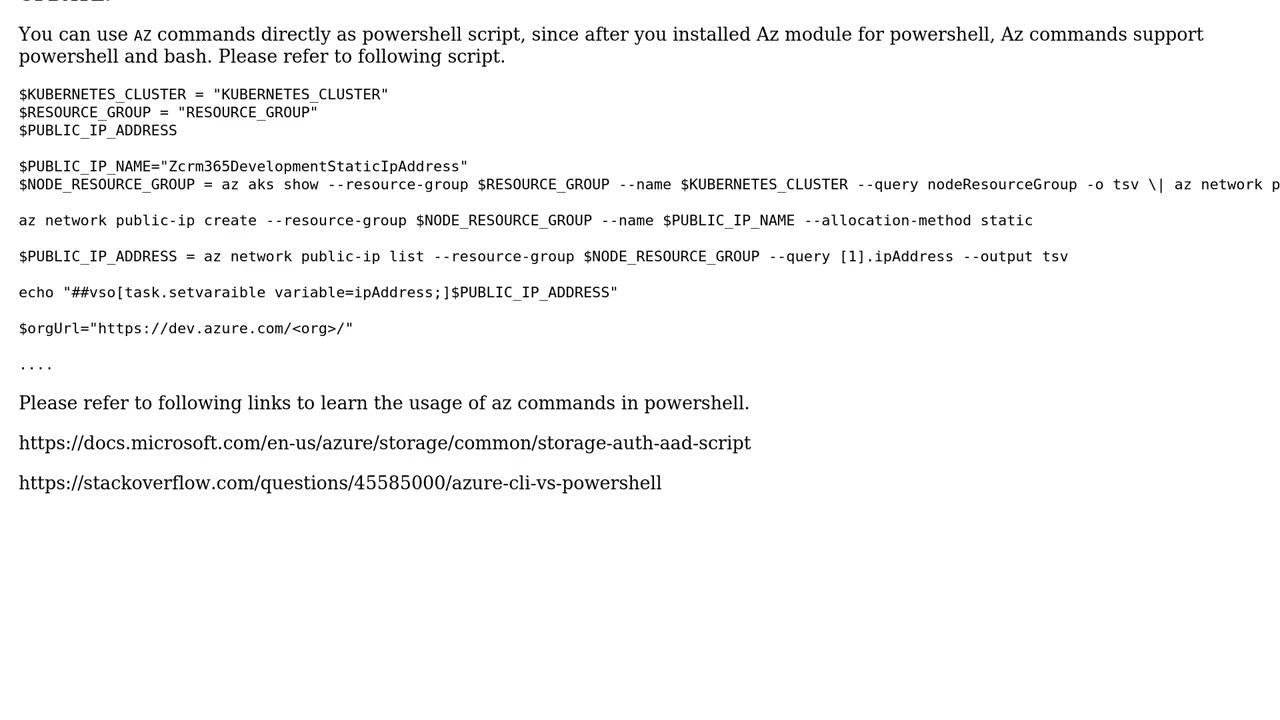 You can use AZ commands directly as powershell script, since after you installed Az module for powershell, Az commands support
powershell and bash. Please refer to following script.
$KUBERNETES_CLUSTER = "KUBERNETES_CLUSTER"
$RESOURCE_GROUP = "RESOURCE_GROUP"
$PUBLIC_IP_ADDRESS
$PUBLIC_IP_NAME="Zcrm365DevelopmentStaticIpAddress"
$NODE_RESOURCE_GROUP = az aks show --resource-group $RESOURCE_GROUP --name $KUBERNETES_CLUSTER --query nodeResourceGroup -o tsv \| az network p
az network public-ip create --resource-group $NODE_RESOURCE_GROUP --name $PUBLIC_IP_NAME --allocation-method static
$PUBLIC_IP_ADDRESS = az network public-ip list --resource-group $NODE_RESOURCE_GROUP --query [1].ipAddress --output tsv
echo "##vso[task.setvaraible variable=ipAddress;]$PUBLIC_IP_ADDRESS"
$orgUrl="https://dev.azure.com/<org>/"
....
Please refer to following links to learn the usage of az commands in powershell.
https://docs.microsoft.com/en-us/azure/storage/common/storage-auth-aad-script
https://stackoverflow.com/questions/45585000/azure-cli-vs-powershell